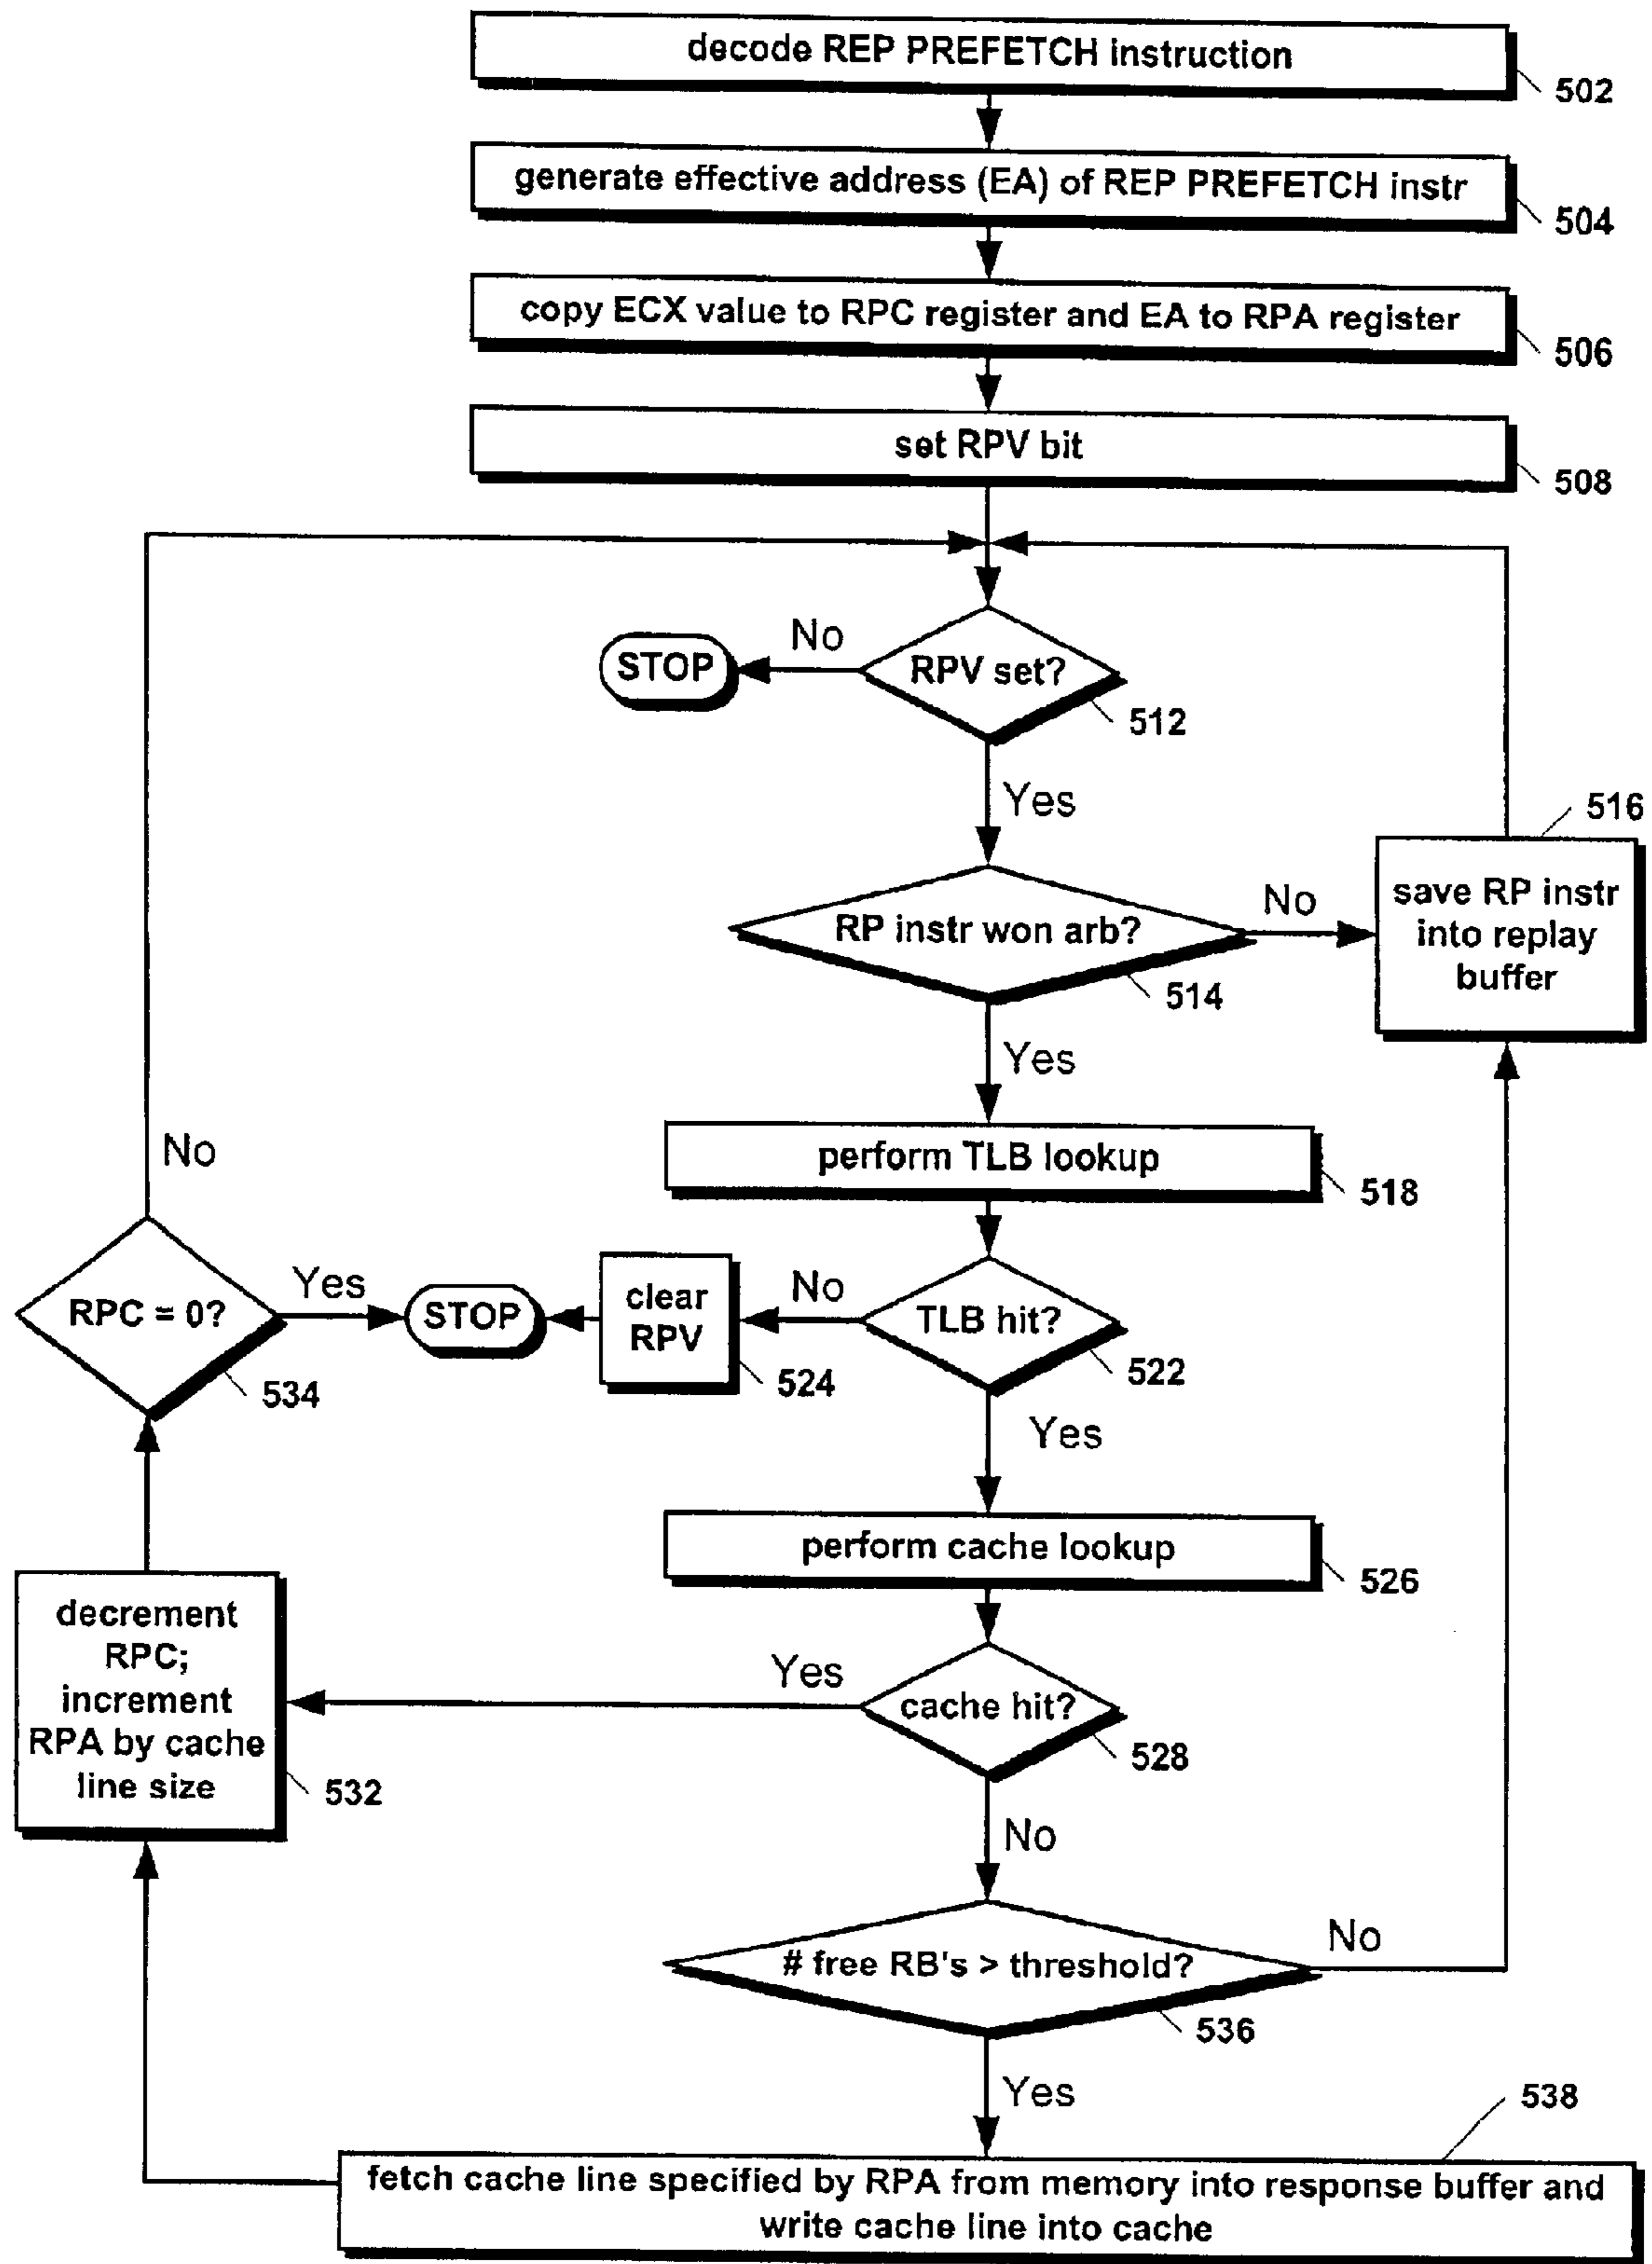 decode REP PREFETCH instruction
502
generate effective address (EA) of REP PREFETCH instr
504
copy ECX value to RPC register and EA to RPA register
506
set RPV bit
508
No
STOP
RPV set?
512
Yes
516
RP instr won arb?
No
save RP instr
into replay
buffer
514
Yes
perform TLB lookup
518
No
RPC = 0?
Yes
STOP
clear
RPV
No
TLB hit?
534
524
522
Yes
perform cache lookup
526
decrement
RPC;
increment
RPA by cache
line size
532
Yes
cache hit?
528
No
# free RB's > threshold?
No
536
Yes
538
fetch cache line specified by RPA from memory into response buffer and
write cache line into cache